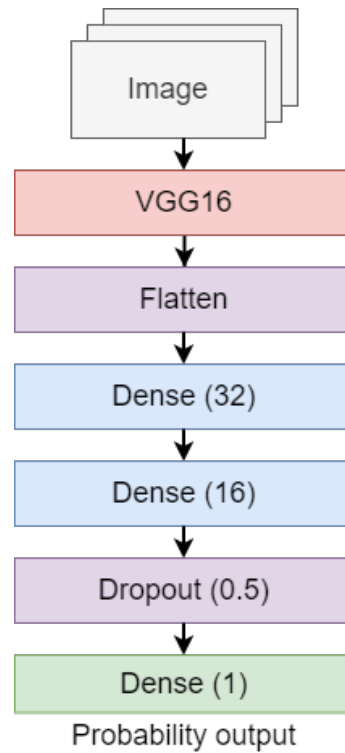 Image
VGG16
Flatten
Dense (32)
Dense (16)
Dropout (0.5)
Dense (1)
Probability output